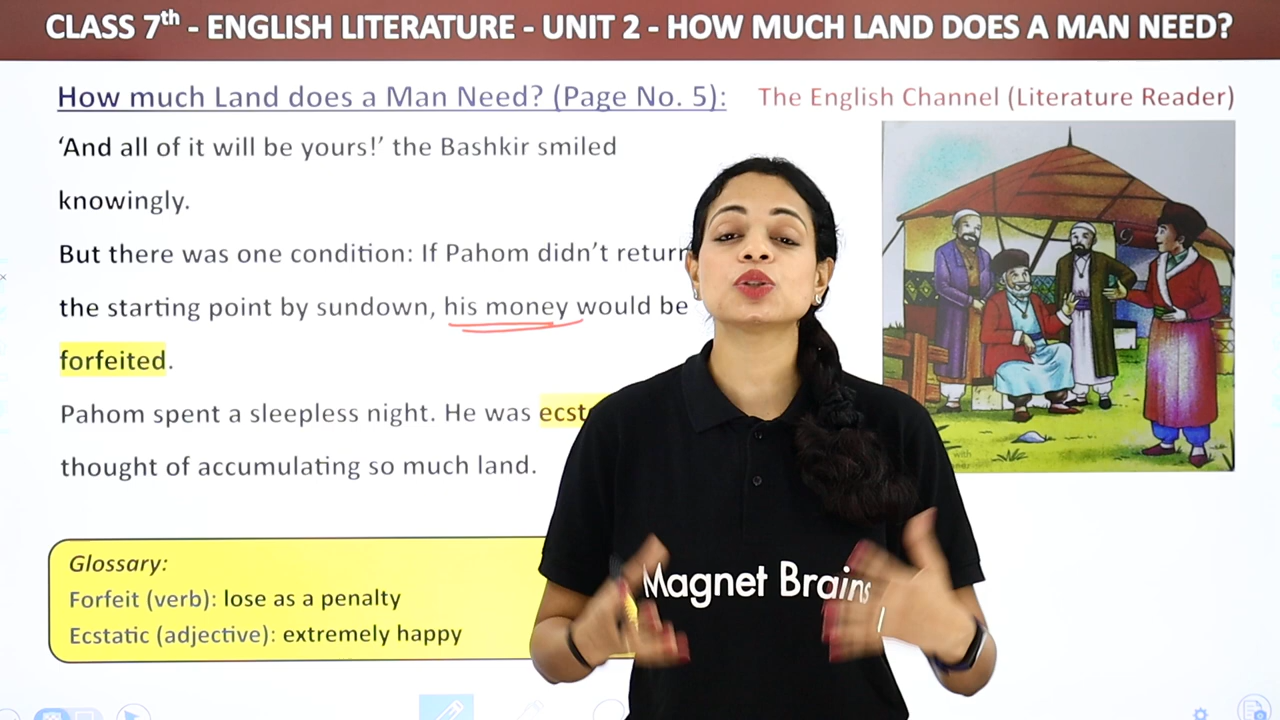 CLASS 7th - ENGLISH LITERATURE - UNIT 2 - HOW MUCH LAND DOES A MAN NEED?
How much Land does a Man Need? (Page No. 5): The English Channel (Literature Reader)
‘And all of it will be yours!’ the Bashkir smiled
knowingly.
But there was one condition: If Pahom didn’t return
the starting point by sundown, his money would be
forfeited.
Pahom spent a sleepless night. He was
thought of accumulating so much land.
Glossary:
Forfeit (verb): lose as a penalty
Ecstatic (adjective): extremely happy
Magnet Brains
with